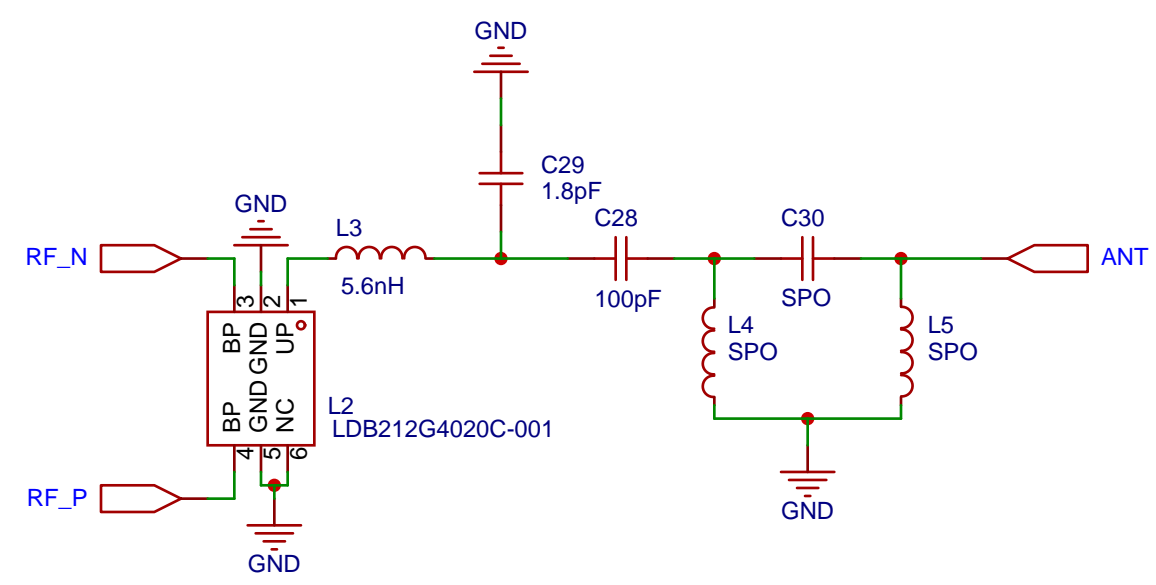 GND
C29
1.8pF
GND
L3
C28
C30
RF_N
5.6nH
100pF
SPO
ANT
3
2
1
BP
GND
UP
L4
SPO
L5
SPO
BP
GND
NC
L2
LDB212G4020C-001
4
5
6
RF_P
GND
GND